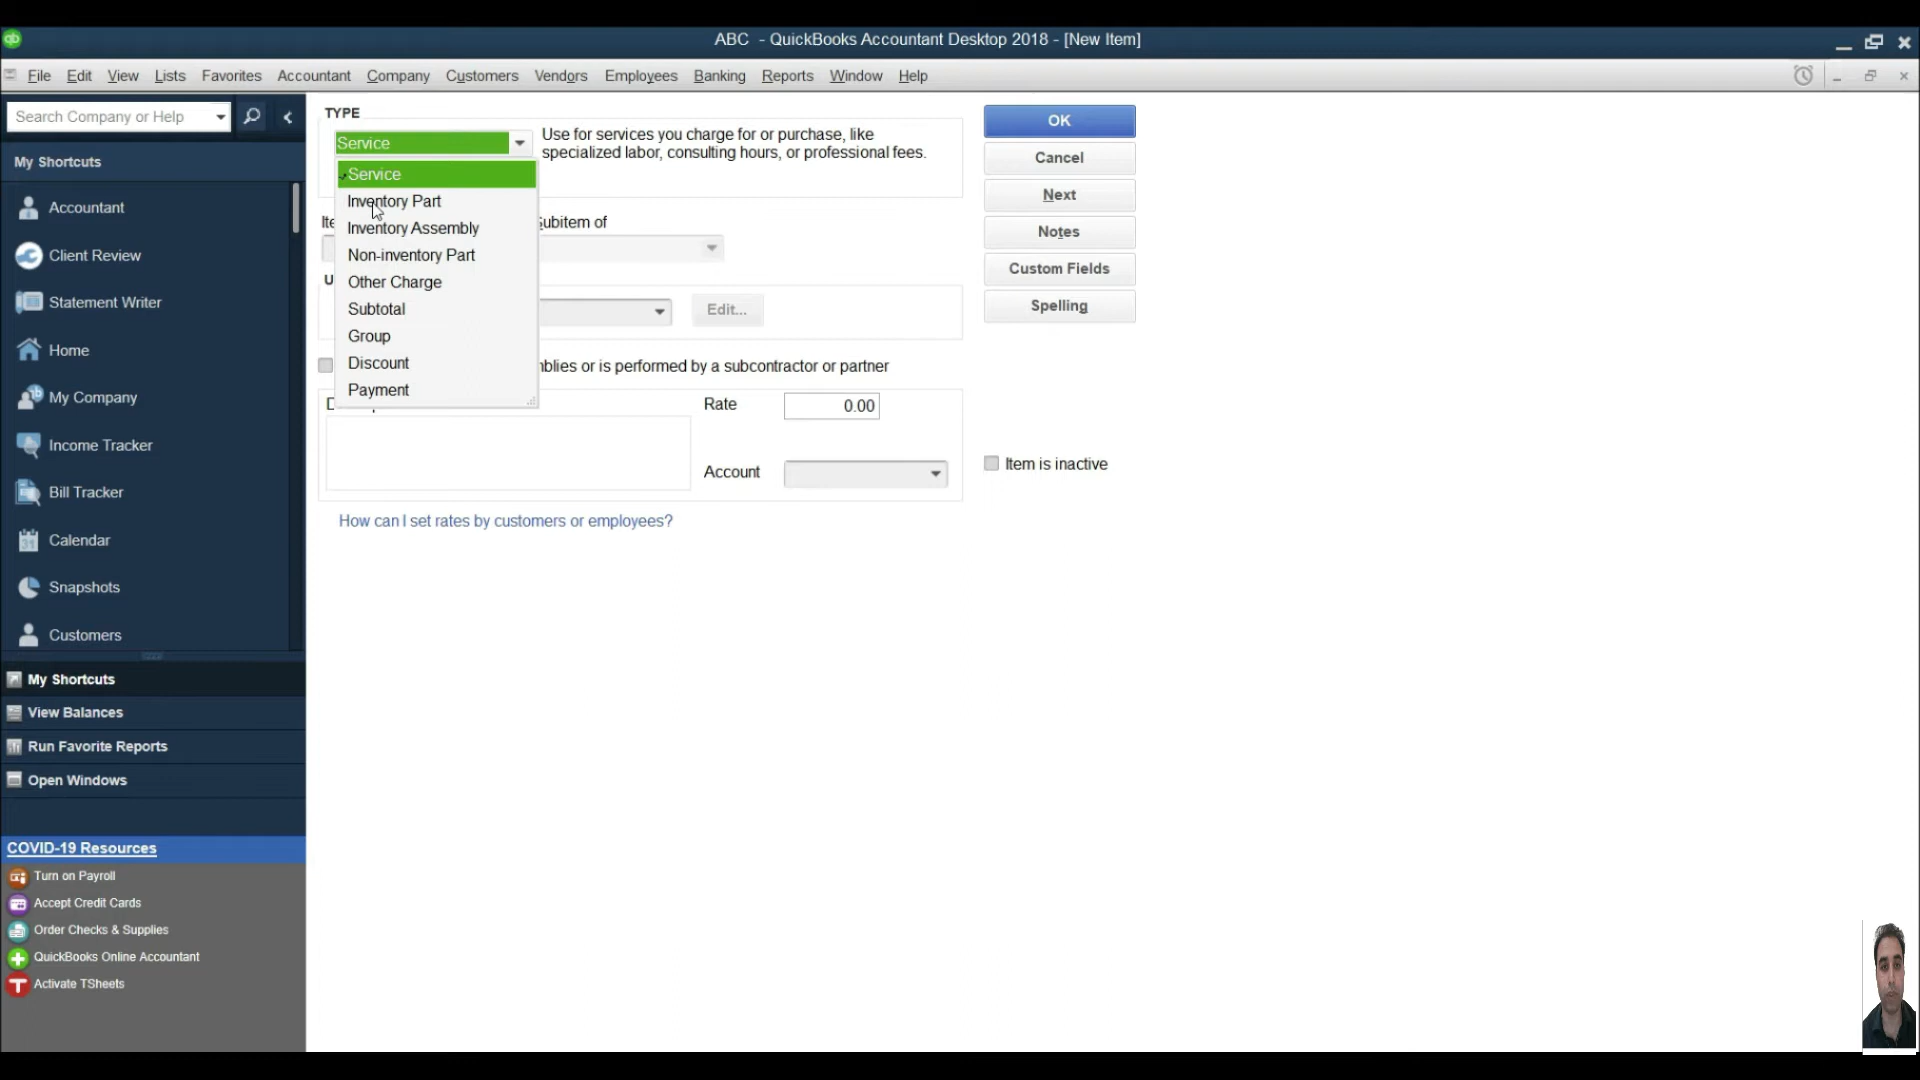 qb
ABC - QuickBooks Accountant Desktop 2018 - [New Item]
File Edit View Lists Favorites Accountant Company Customers Vendors Employees Banking Reports Window Help
Search Company or Help
My Shortcuts
Accountant
Client Review
Statement Writer
Home
My Company
Income Tracker
Bill Tracker
Calendar
Snapshots
Customers
My Shortcuts
View Balances
Run Favorite Reports
Open Windows
COVID-19 Resources
Turn on Payroll
Accept Credit Cards
Order Checks & Supplies
QuickBooks Online Accountant
Activate TSheets
TYPE
Service
Use for services you charge for or purchase, like
specialized labor, consulting hours, or professional fees.
Service
Inventory Part
Inventory Assembly
Non-inventory Part
Other Charge
Subtotal
Group
Discount
Payment
Subitem of
Edit...
or is performed by a subcontractor or partner
Rate
0.00
Account
How can I set rates by customers or employees?
OK
Cancel
Next
Notes
Custom Fields
Spelling
Item is inactive